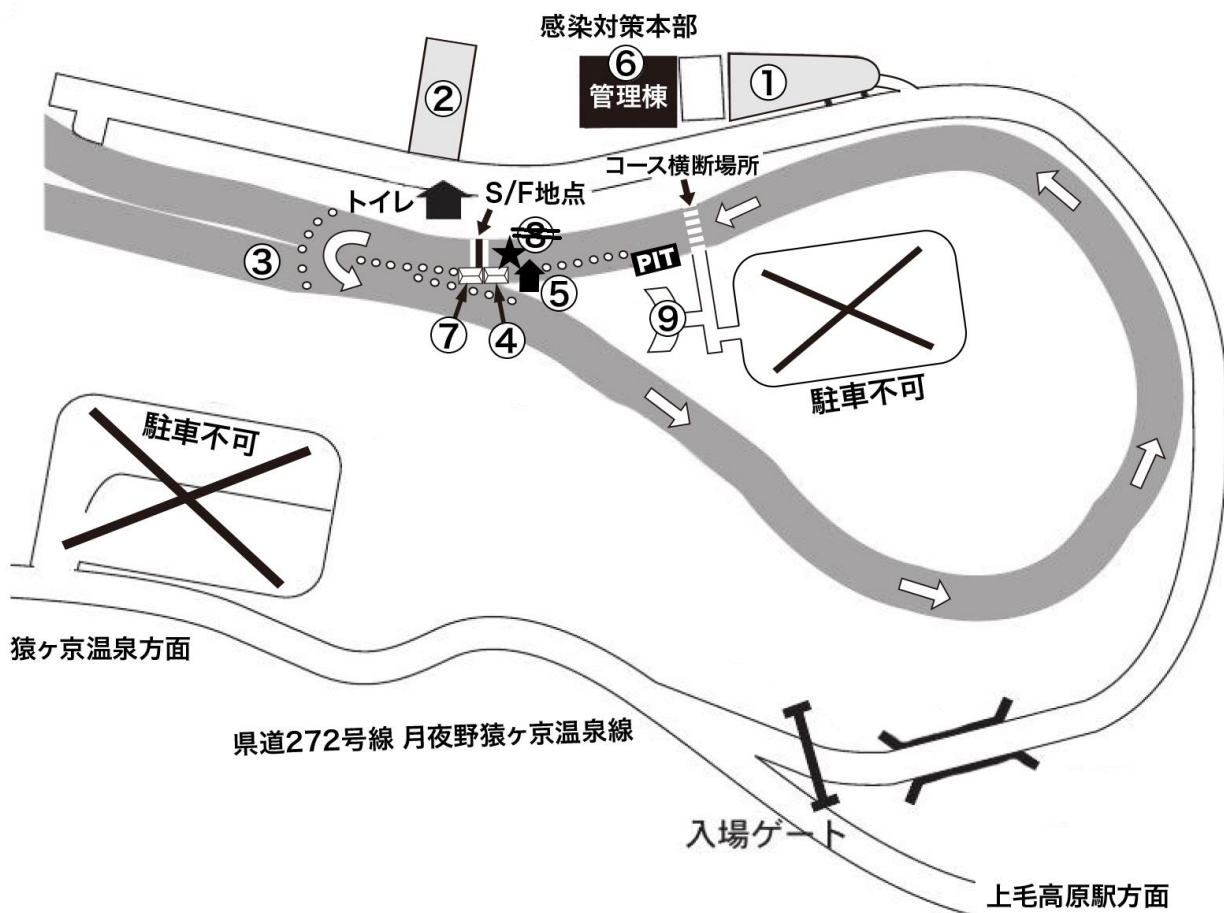 感染対策本部
⑥
管理棟
①
②
コース横断場所
トイレ
S/F地点
⑧
③
PIT
⑤
⑦
④
⑨
駐車不可
駐車不可
猿ヶ京温泉方面
県道272号線 月夜野猿ヶ京温泉線
入場ゲート
上毛高原駅方面